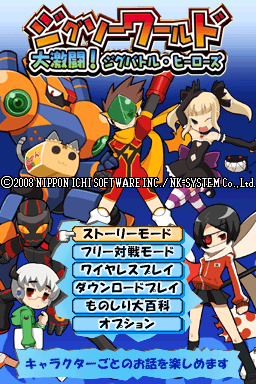 ジグソーワールド
大激闘！ジグバトル・ヒーローズ
©2008 NIPPON ICHI SOFTWARE INC./NK-SYSTEM Co.,Ltd.
ストーリーモード
フリー対戦モード
ワイヤレスプレイ
ダウンロードプレイ
ものしり大百科
オプション
キャラクターごとのお話を楽しめます